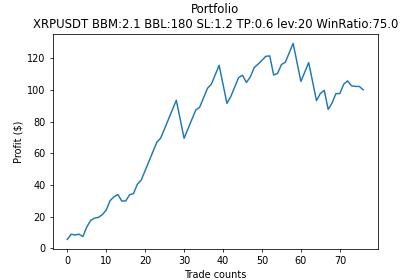 Portfolio
XRPUSDT BBM:2.1 BBL:180 SL:1.2 TP:0.6 lev:20 WinRatio:75.0
Profit ($)
120
100
80
60
40
20
0
0 10 20 30 40 50 60 70
Trade counts